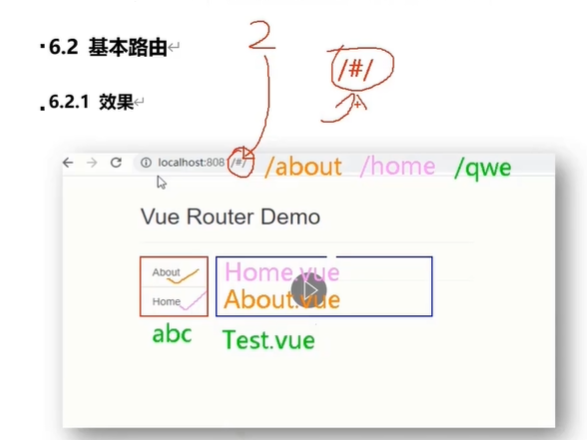 6.2 基本路由
2
/#/
6.2.1 效果
localhost:808 /#/ /about /home /qwe
Vue Router Demo
About
Home.vue
Home
About.vue
abc
Test.vue